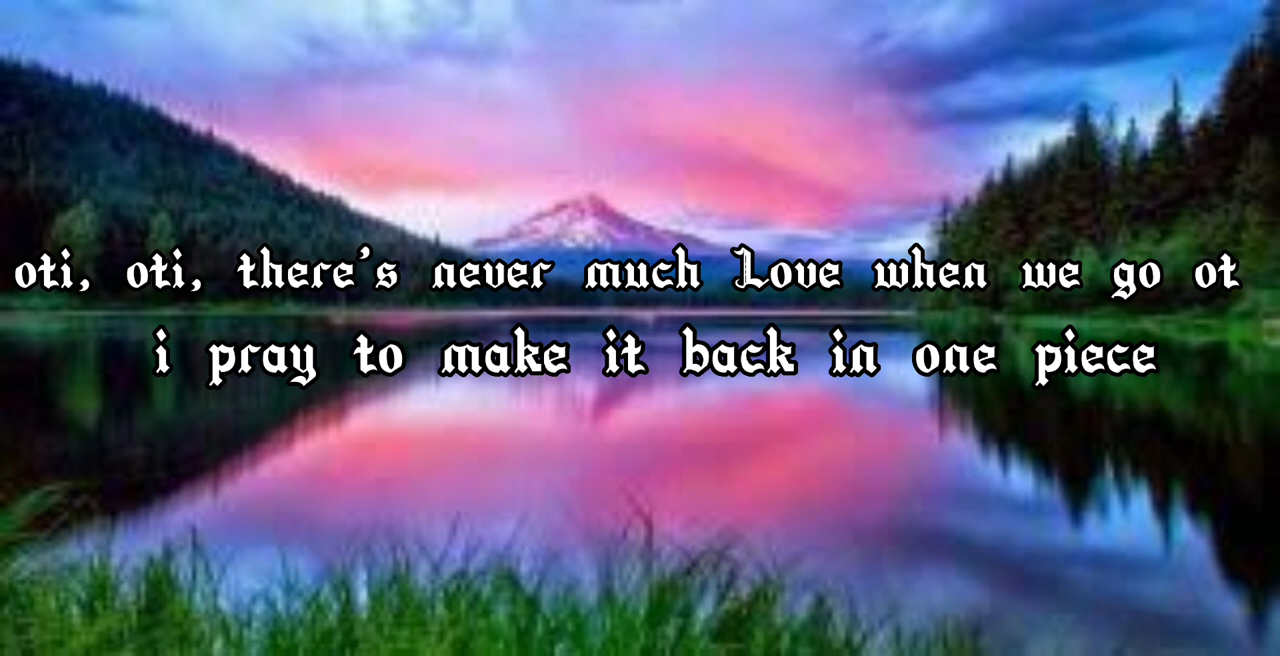 oti, oti, there's never much Love when we go ot
i pray to make it back in one piece